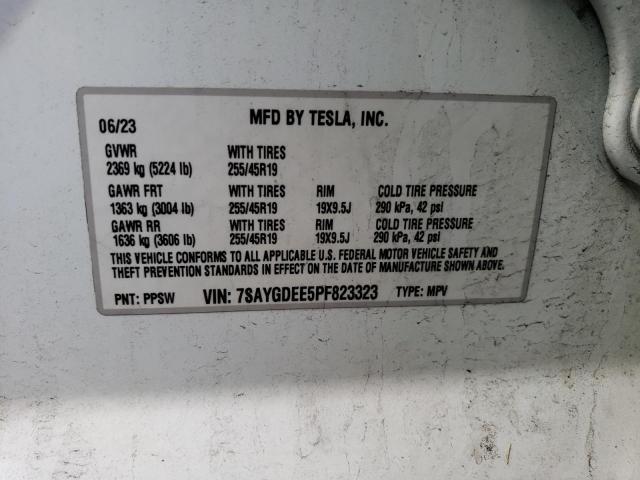 06/23 MFD BY TESLA, INC.
GVWR WITH TIRES
2369 kg (5224 lb) 255/45R19
GAWR FRT WITH TIRES RIM COLD TIRE PRESSURE
1363 kg (3004 lb) 255/45R19 19X9.5J 290 kPa, 42 psi
GAWR RR WITH TIRES RIM COLD TIRE PRESSURE
1636 kg (3606 lb) 255/45R19 19X9.5J 290 kPa, 42 psi
THIS VEHICLE CONFORMS TO ALL APPLICABLE U.S. FEDERAL MOTOR VEHICLE SAFETY AND
THEFT PREVENTION STANDARDS IN EFFECT ON THE DATE OF MANUFACTURE SHOWN ABOVE.
PNT: PPSW VIN: 7SAYGDEE5PF823323 TYPE: MPV